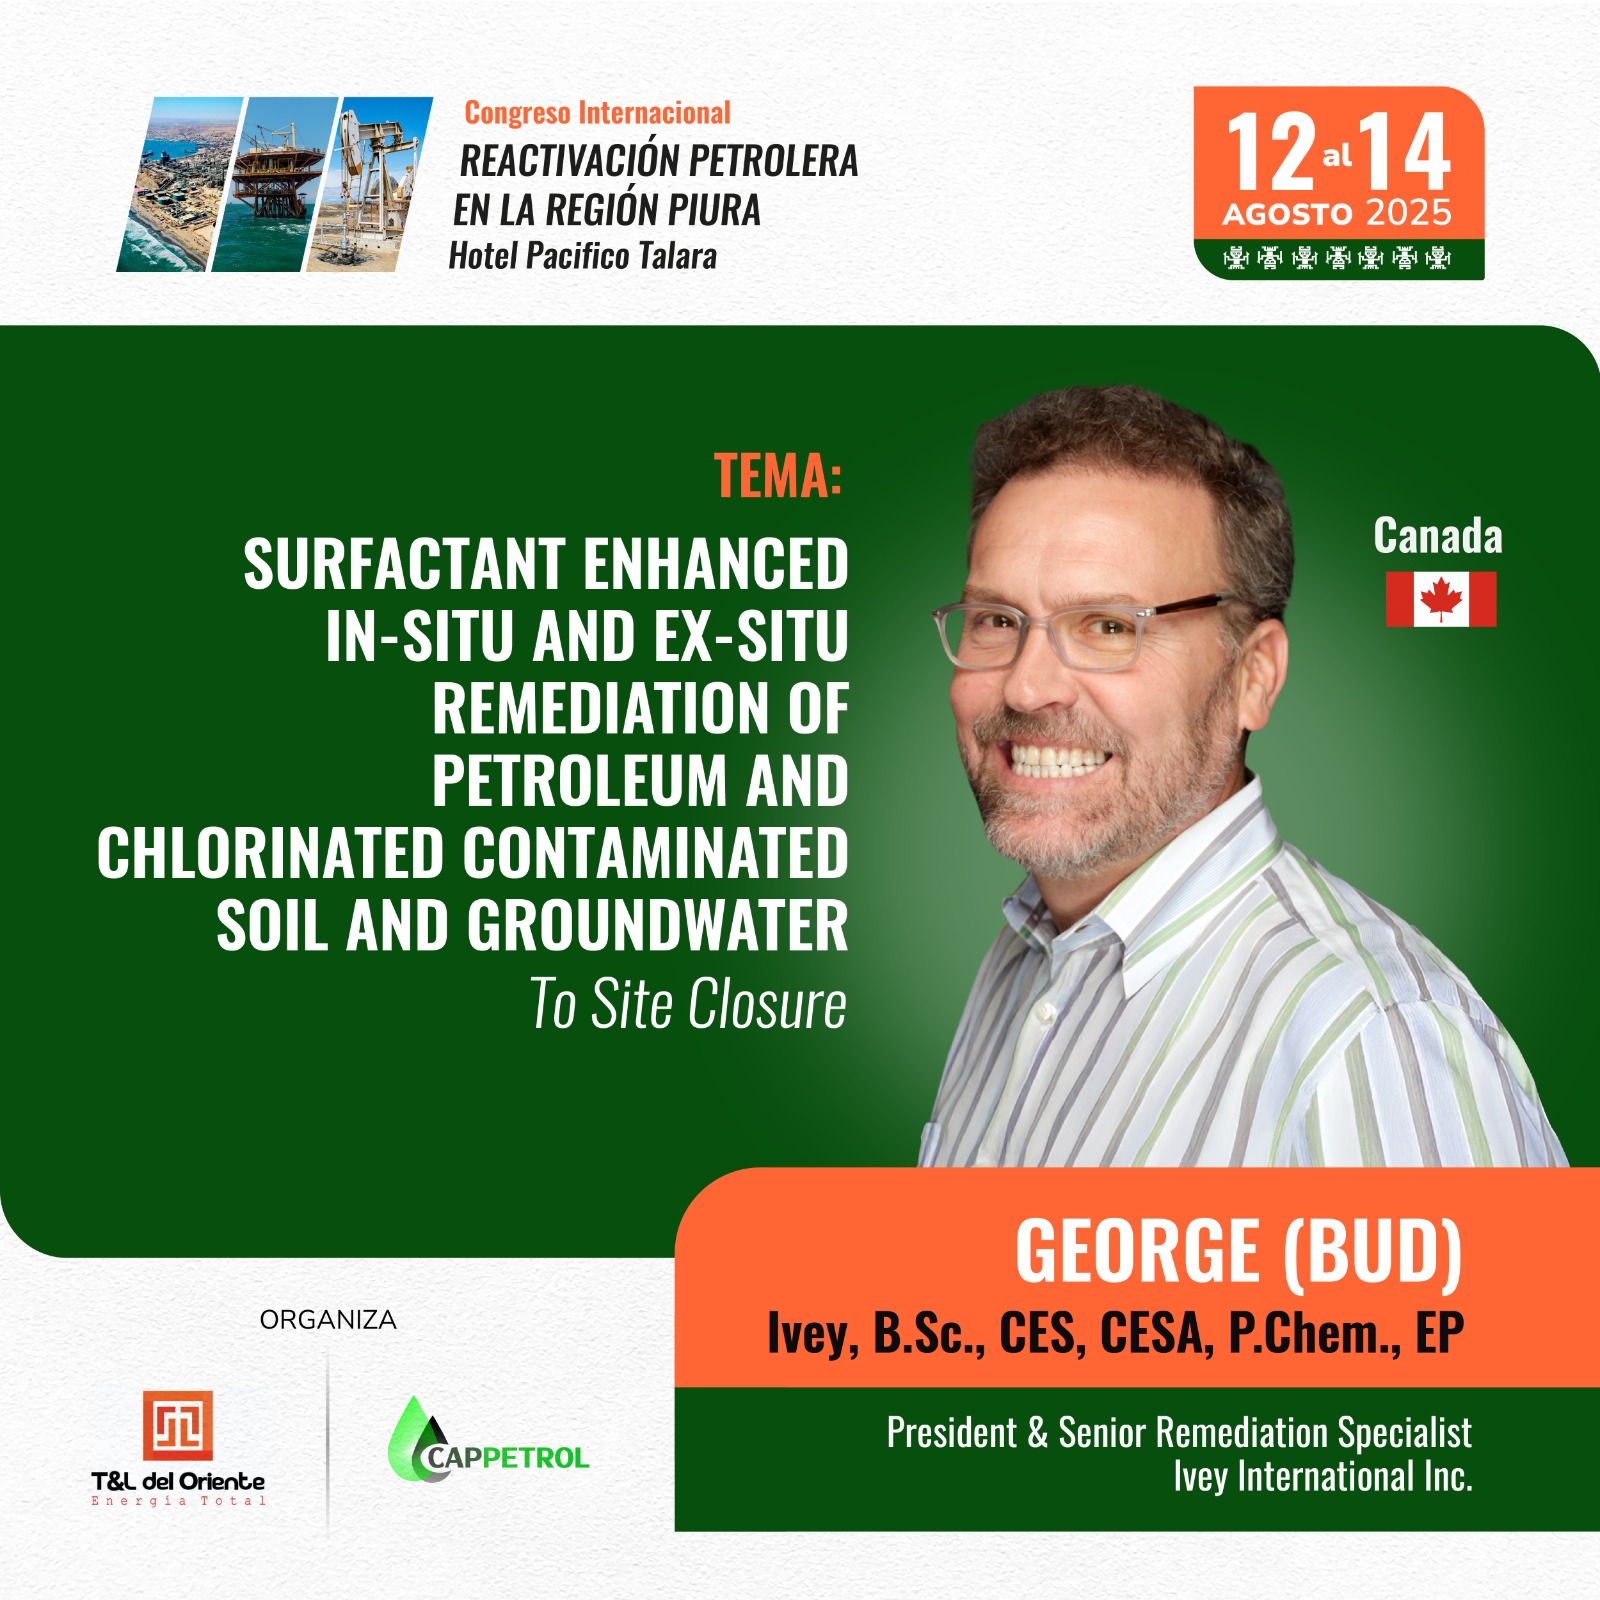 Congreso Internacional
REACTIVACIÓN PETROLERA
EN LA REGIÓN PIURA
Hotel Pacifico Talara
12 al 14
AGOSTO 2025
TEMA:
SURFACTANT ENHANCED
IN-SITU AND EX-SITU
REMEDIATION OF
PETROLEUM AND
CHLORINATED CONTAMINATED
SOIL AND GROUNDWATER
To Site Closure
Canada
GEORGE (BUD)
Ivey, B.Sc., CES, CESA, P.Chem., EP
President & Senior Remediation Specialist
Ivey International Inc.
ORGANIZA
T&L del Oriente
Energía Total
CAPPETROL